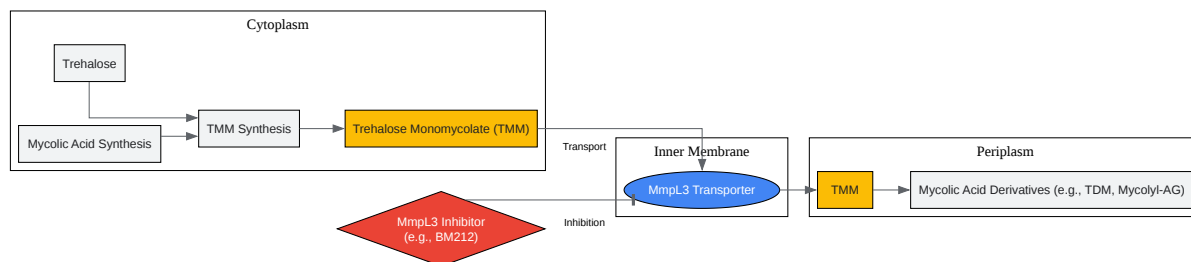 Cytoplasm
Trehalose
Mycolic Acid Synthesis
TMM Synthesis
Trehalose Monomycolate (TMM)
Transport
Inner Membrane
MmpL3 Transporter
Periplasm
TMM
Mycolic Acid Derivatives (e.g., TDM, Mycolyl-AG)
MmpL3 Inhibitor
(e.g., BM212)
Inhibition